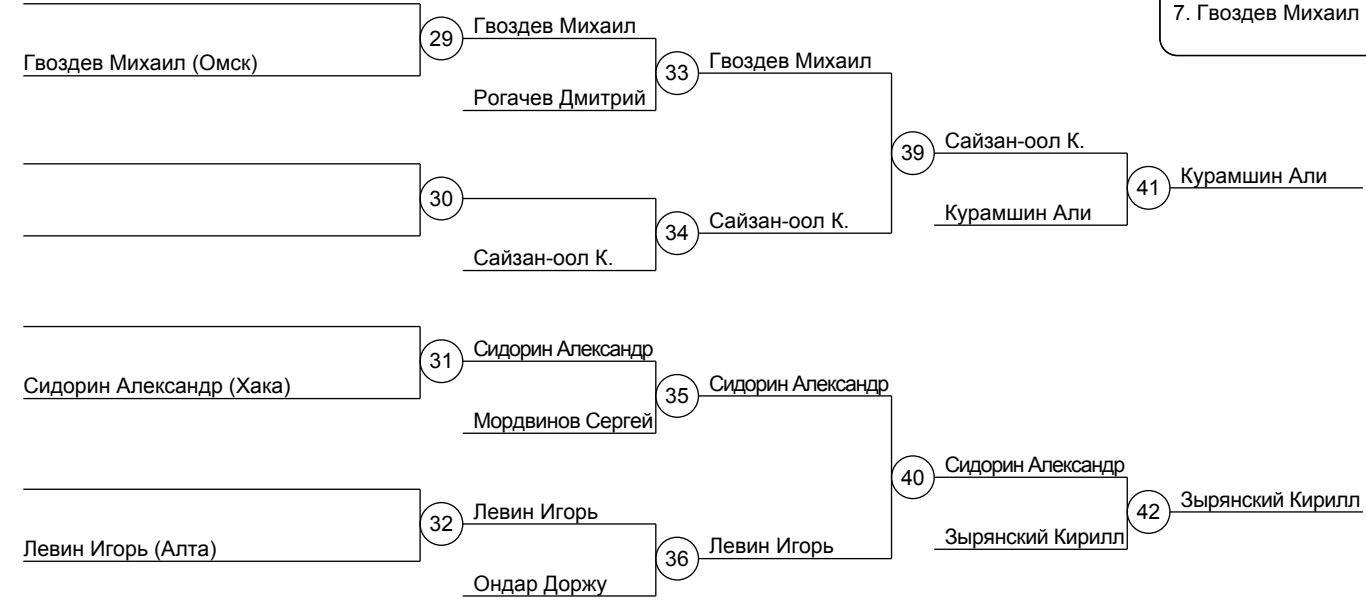 7. Гвоздев Михаил
29
Гвоздев Михаил
Гвоздев Михаил (Омск)
33
Гвоздев Михаил
Рогачев Дмитрий
39
Сайзан-оол К.
30
41
Курамшин Али
34
Сайзан-оол К.
Курамшин Али
Сайзан-оол К.
31
Сидорин Александр
Сидорин Александр (Хака)
35
Сидорин Александр
Мордвинов Сергей
40
Сидорин Александр
32
Левин Игорь
42
Зырянский Кирилл
Левин Игорь (Алта)
36
Левин Игорь
Зырянский Кирилл
Ондар Доржу